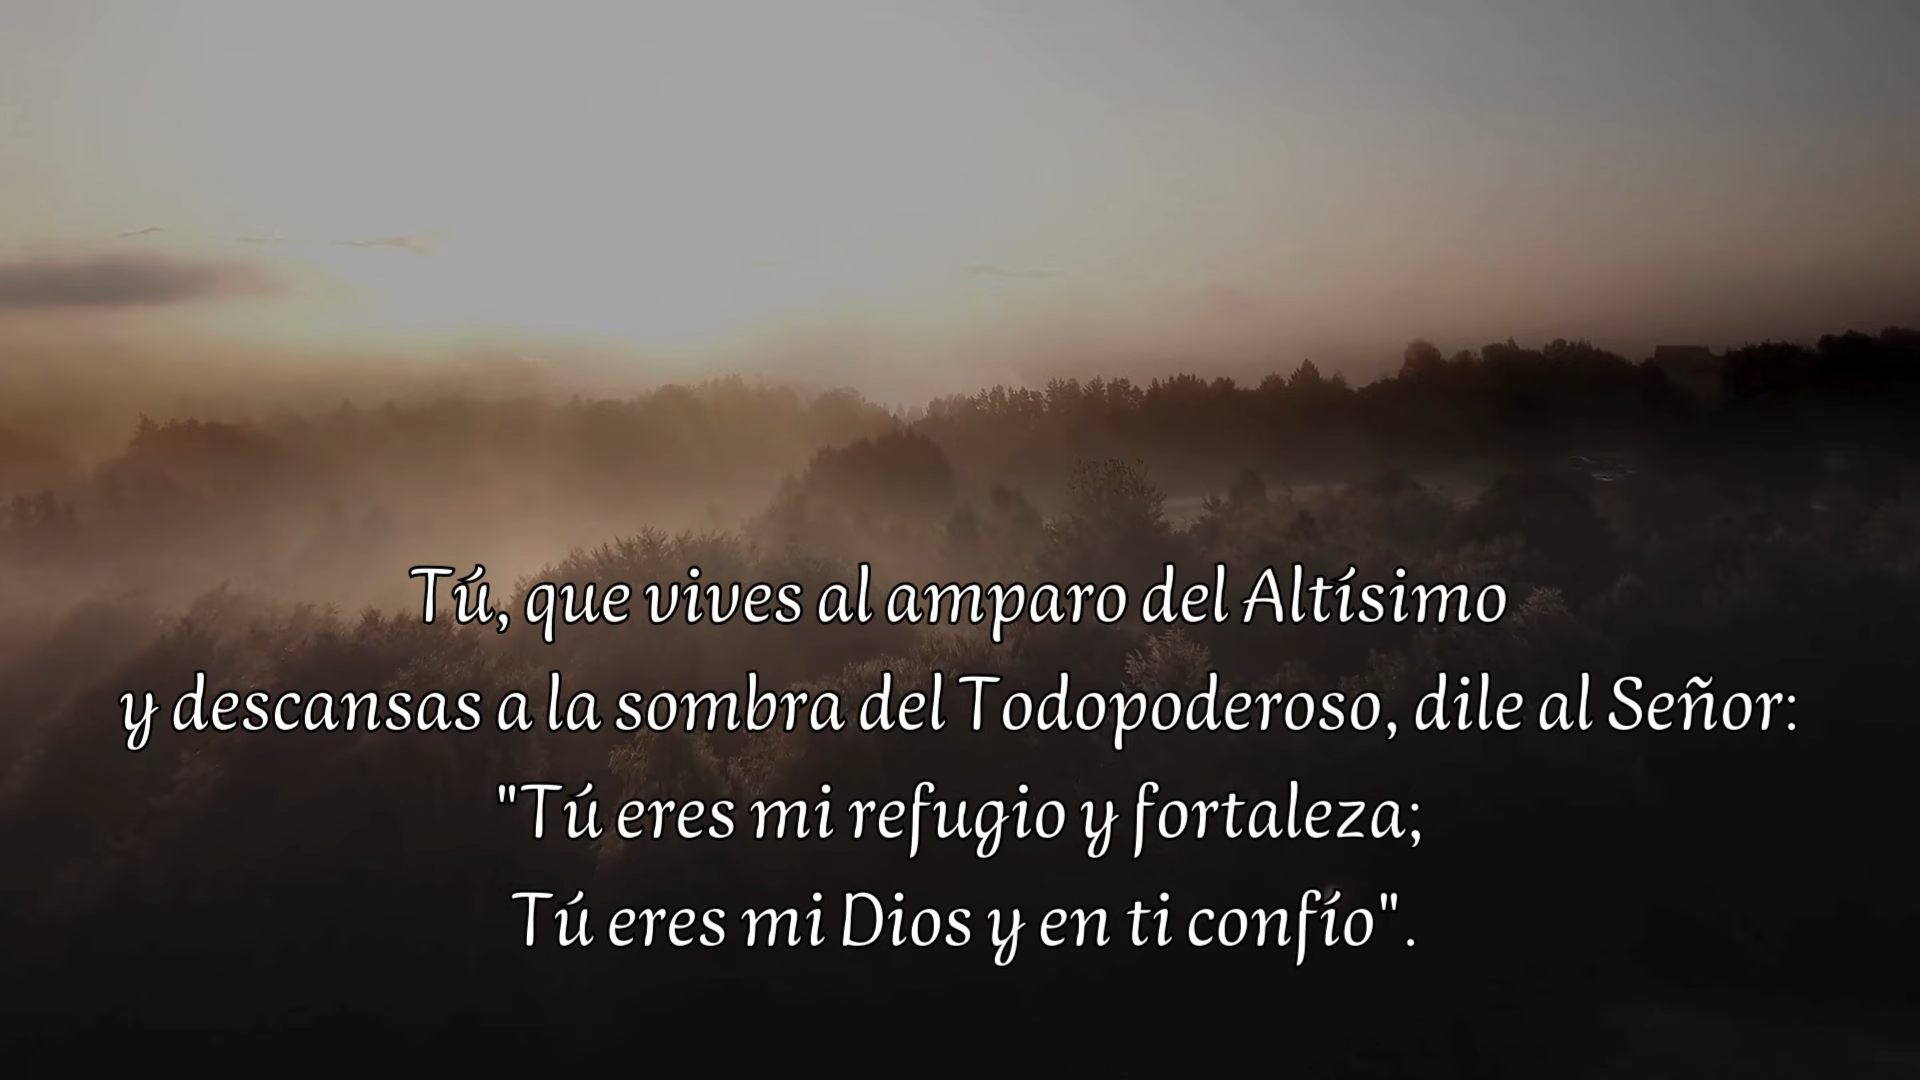 Tú, que vives al amparo del Altísimo
y descansas a la sombra del Todopoderoso, dile al Señor:
"Tú eres mi refugio y fortaleza;
Tú eres mi Dios y en ti confío".